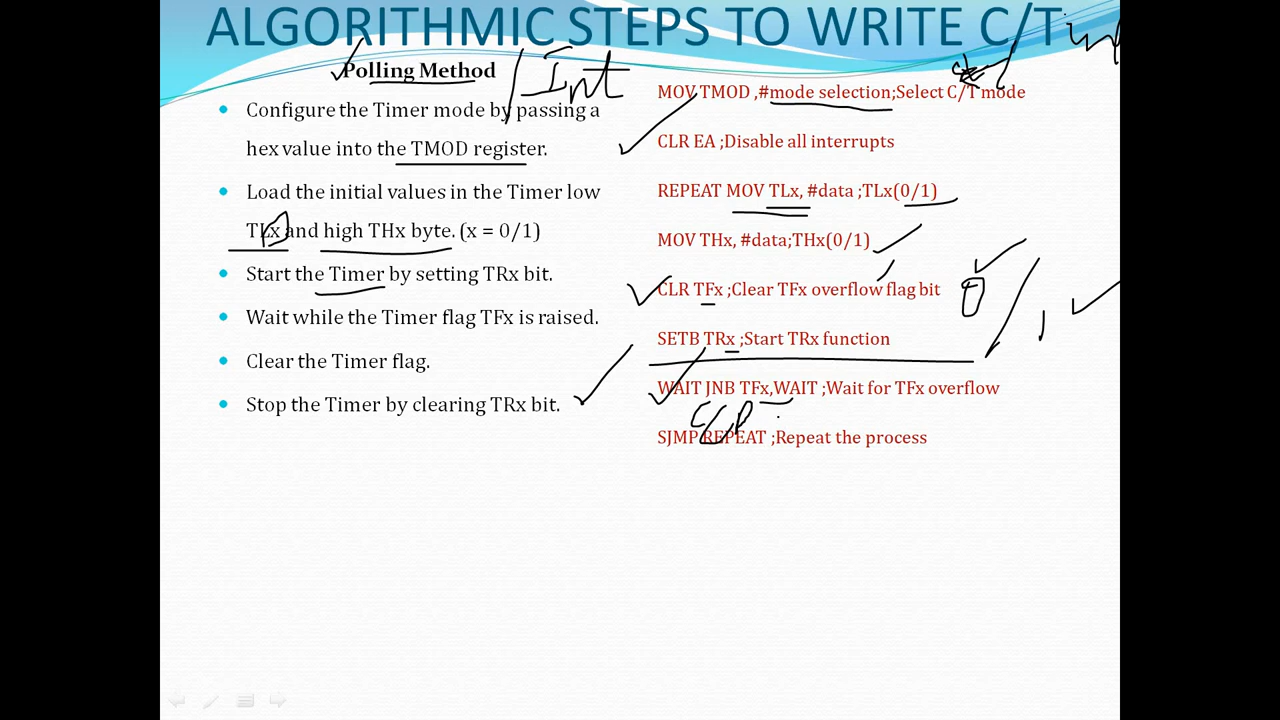 ALGORITHMIC STEPS TO WRITE C/T
Polling Method
Int
Configure the Timer mode by passing a
hex value into the TMOD register.
Load the initial values in the Timer low
TLx and high THx byte. (x = 0/1)
Start the Timer by setting TRx bit.
Wait while the Timer flag TFx is raised.
Clear the Timer flag.
Stop the Timer by clearing TRx bit.
MOV TMOD ,#mode selection;Select C/T mode
CLR EA ;Disable all interrupts
REPEAT MOV TLx, #data ;TLx(0/1)
MOV THx, #data;THx(0/1)
CLR TFx ;Clear TFx overflow flag bit
0 / 1
SETB TRx ;Start TRx function
WAIT JNB TFx,WAIT ;Wait for TFx overflow
SJMP REPEAT ;Repeat the process